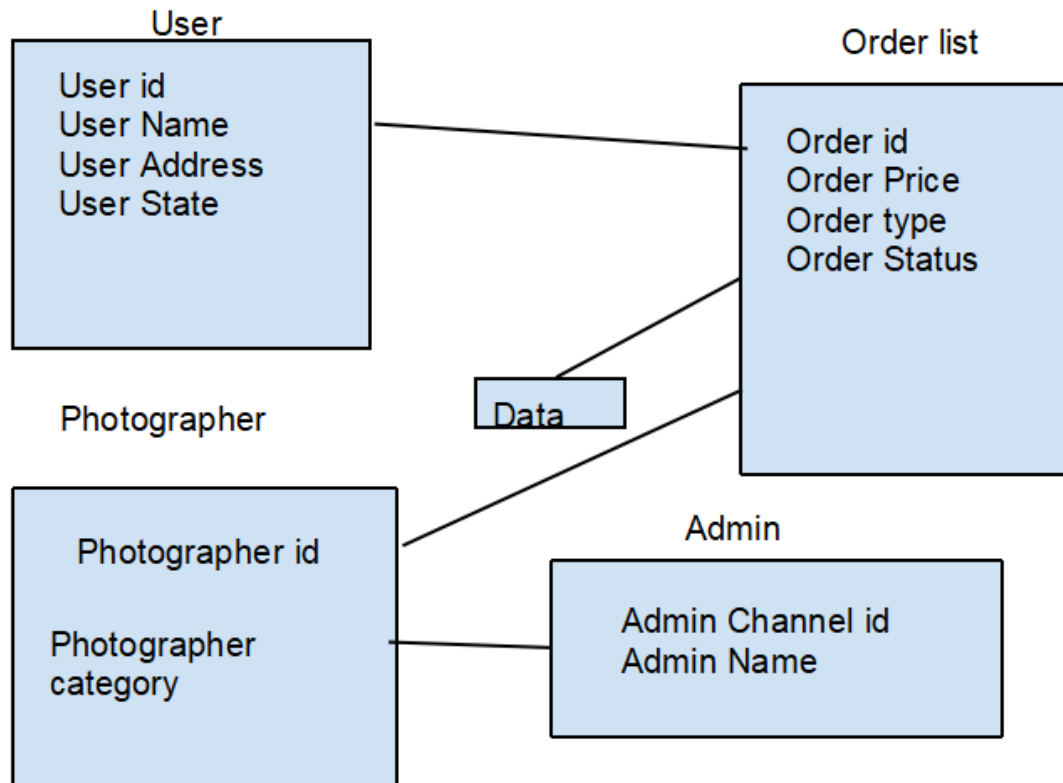 User
User id
User Name
User Address
User State
Order list
Order id
Order Price
Order type
Order Status
Data
Photographer
Photographer id
Photographer
category
Admin
Admin Channel id
Admin Name